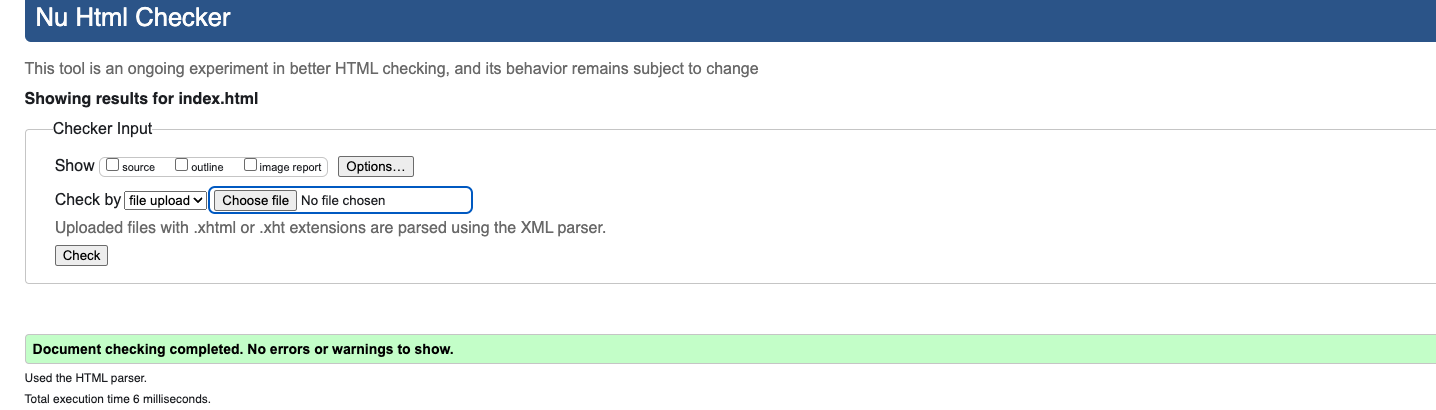 Nu Html Checker
This tool is an ongoing experiment in better HTML checking, and its behavior remains subject to change
Showing results for index.html
Checker Input
Show source outline image report Options…
Check by file upload Choose file No file chosen
Uploaded files with .xhtml or .xht extensions are parsed using the XML parser.
Check
Document checking completed. No errors or warnings to show.
Used the HTML parser.
Total execution time 6 milliseconds.